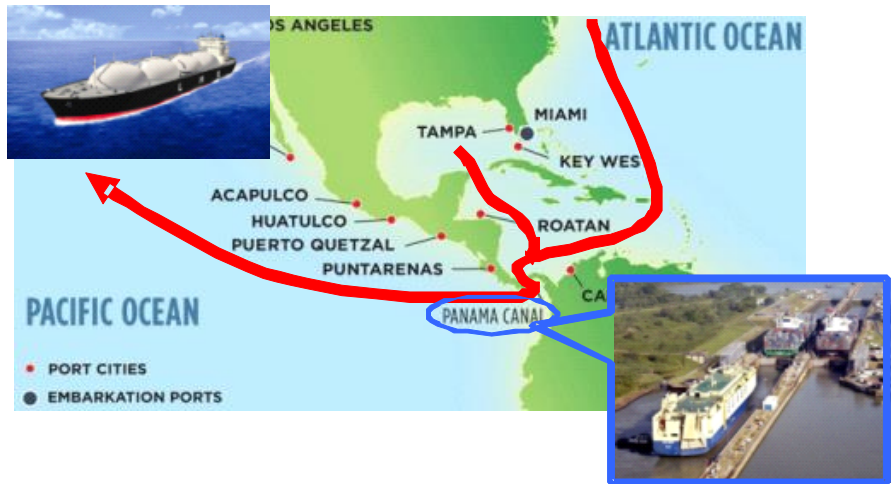 OS ANGELES
ATLANTIC OCEAN
MIAMI
TAMPA
KEY WES
ACAPULCO
HUATULCO
ROATAN
PUERTO QUETZAL
PUNTARENAS
CA
PACIFIC OCEAN
PANAMA CANAL
PORT CITIES
EMBARKATION PORTS
L N G